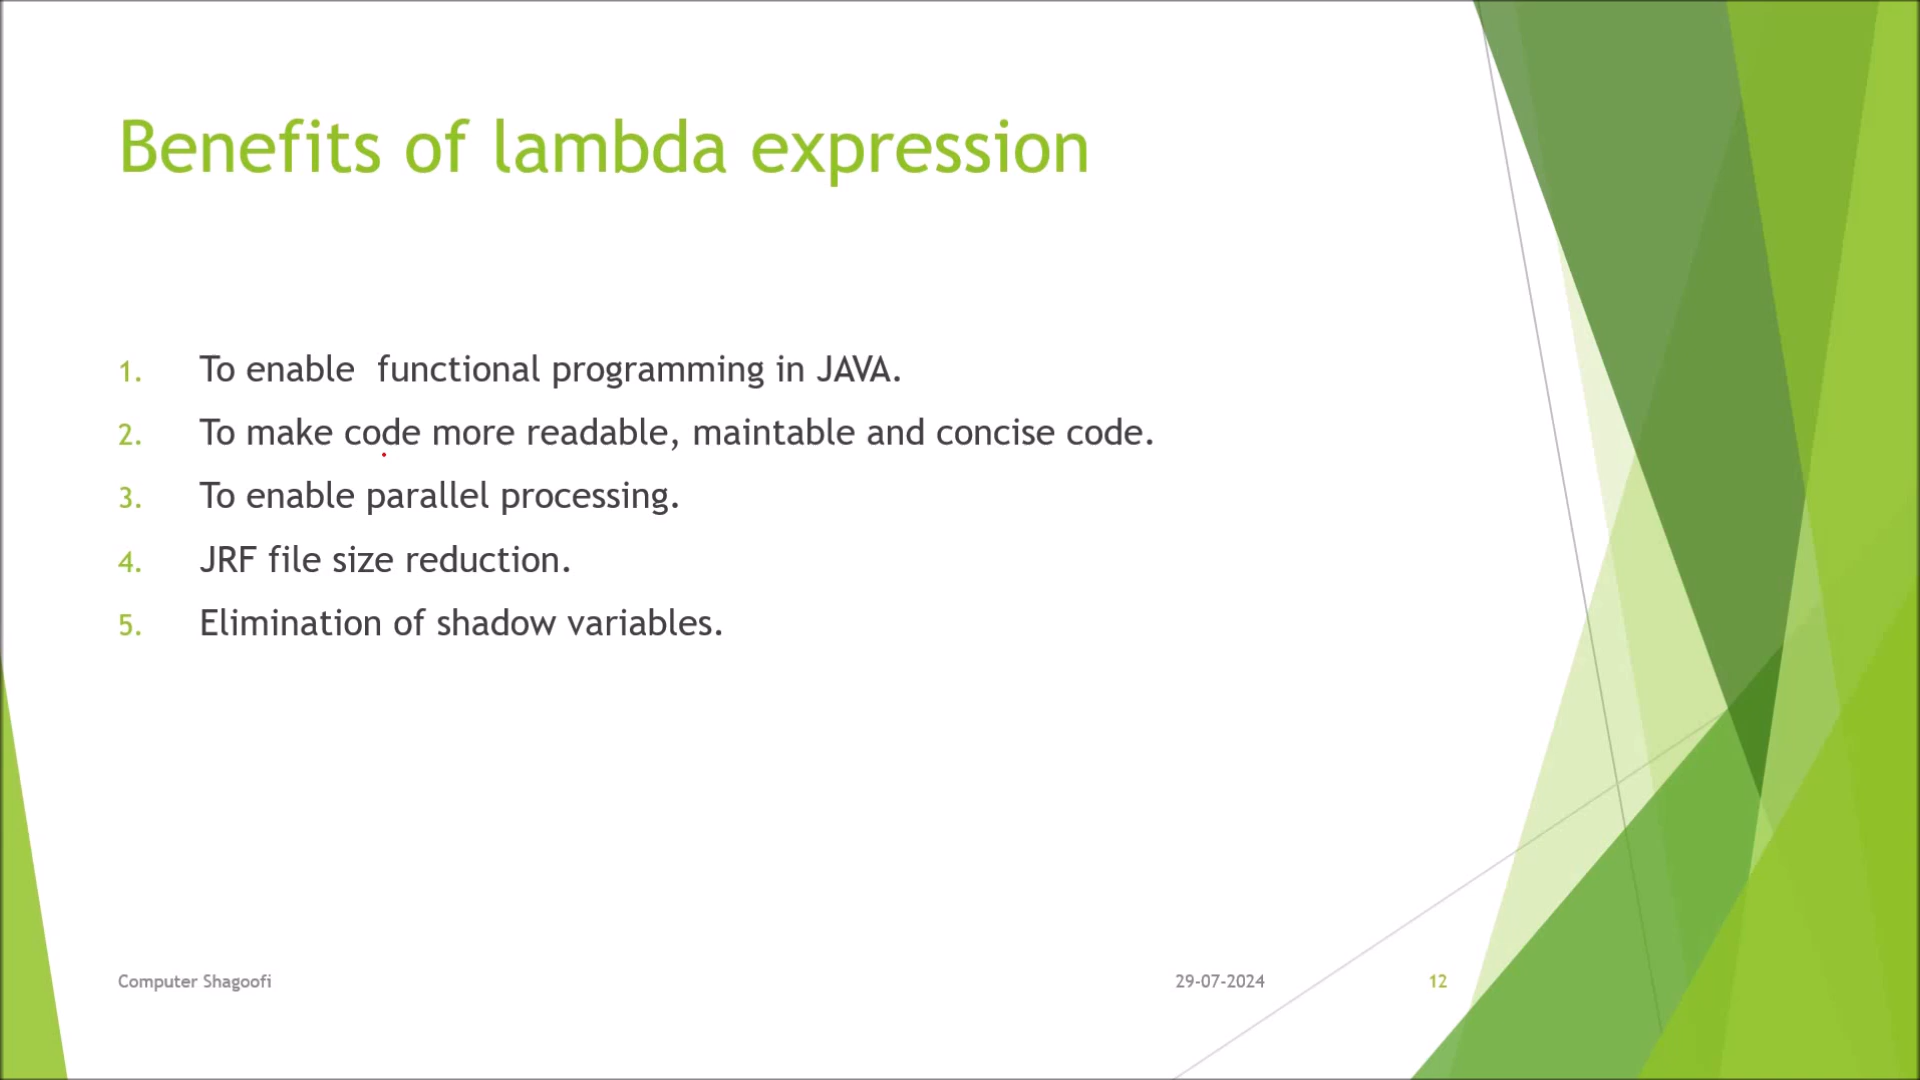 Benefits of lambda expression
1. To enable  functional programming in JAVA.
2. To make code more readable, maintable and concise code.
3. To enable parallel processing.
4. JRF file size reduction.
5. Elimination of shadow variables.
Computer Shagoofi 29-07-2024 12